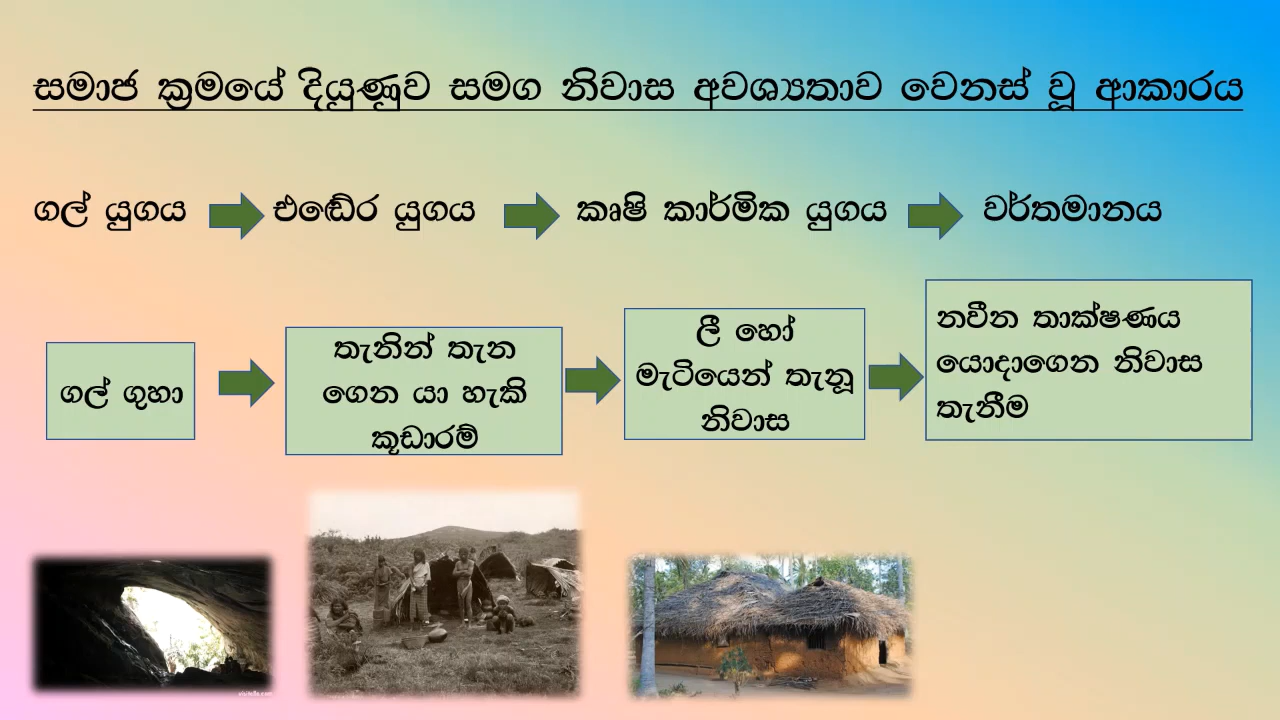 සමාජ ක්‍රමයේ දියුණුව සමග නිවාස අවශ්‍යතාව වෙනස් වූ ආකාරය
ගල් යුගය එඬේර යුගය කෘෂි කාර්මික යුගය වර්තමානය
ගල් ගුහා
තැනින් තැන
ගෙන යා හැකි
කූඩාරම්
ලී හෝ
මැටියෙන් තැනූ
නිවාස
නවීන තාක්ෂණය
යොදාගෙන නිවාස
තැනීම